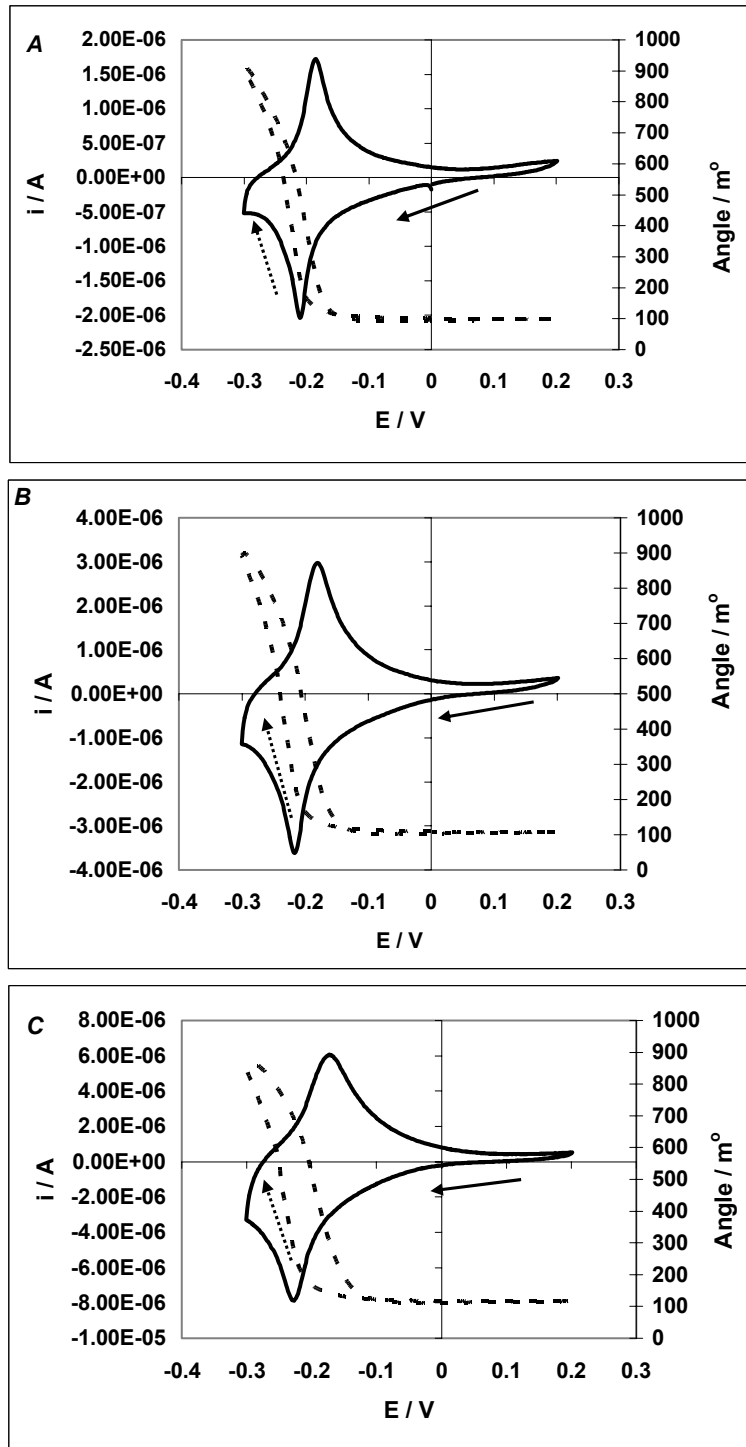 A
2.00E-06
1.50E-06
1.00E-06
5.00E-07
0.00E+00
-5.00E-07
-1.00E-06
-1.50E-06
-2.00E-06
-2.50E-06
i / A
1000
900
800
700
600
500
400
300
200
100
0
Angle / mº
-0.4 -0.3 -0.2 -0.1 0 0.1 0.2 0.3
E / V
B
4.00E-06
3.00E-06
2.00E-06
1.00E-06
0.00E+00
-1.00E-06
-2.00E-06
-3.00E-06
-4.00E-06
i / A
1000
900
800
700
600
500
400
300
200
100
0
Angle / mº
-0.4 -0.3 -0.2 -0.1 0 0.1 0.2 0.3
E / V
C
8.00E-06
6.00E-06
4.00E-06
2.00E-06
0.00E+00
-2.00E-06
-4.00E-06
-6.00E-06
-8.00E-06
-1.00E-05
i / A
1000
900
800
700
600
500
400
300
200
100
0
Angle / mº
-0.4 -0.3 -0.2 -0.1 0 0.1 0.2 0.3
E / V